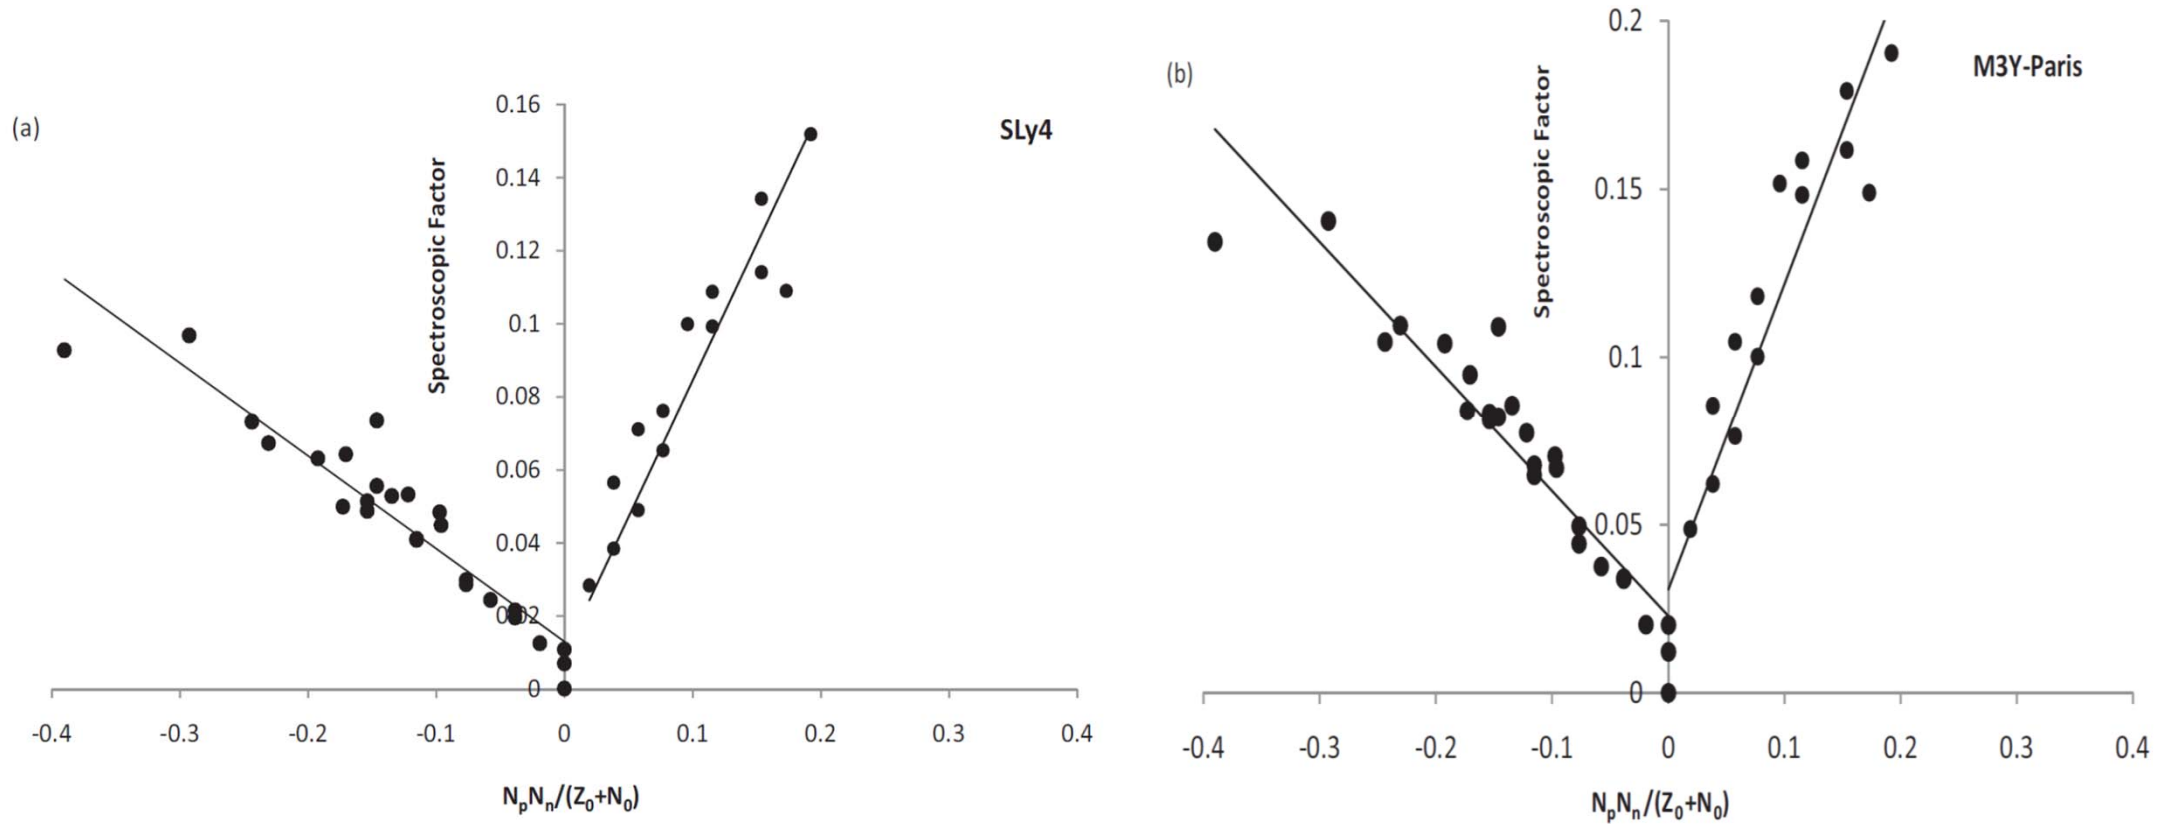 (a)
SLy4
Spectroscopic Factor
0.16
0.14
0.12
0.1
0.08
0.06
0.04
0.02
0
-0.4 -0.3 -0.2 -0.1 0 0.1 0.2 0.3 0.4
NpNn/(Z0+N0)
(b)
M3Y-Paris
Spectroscopic Factor
0.2
0.15
0.1
0.05
0
-0.4 -0.3 -0.2 -0.1 0 0.1 0.2 0.3 0.4
NpNn/(Z0+N0)